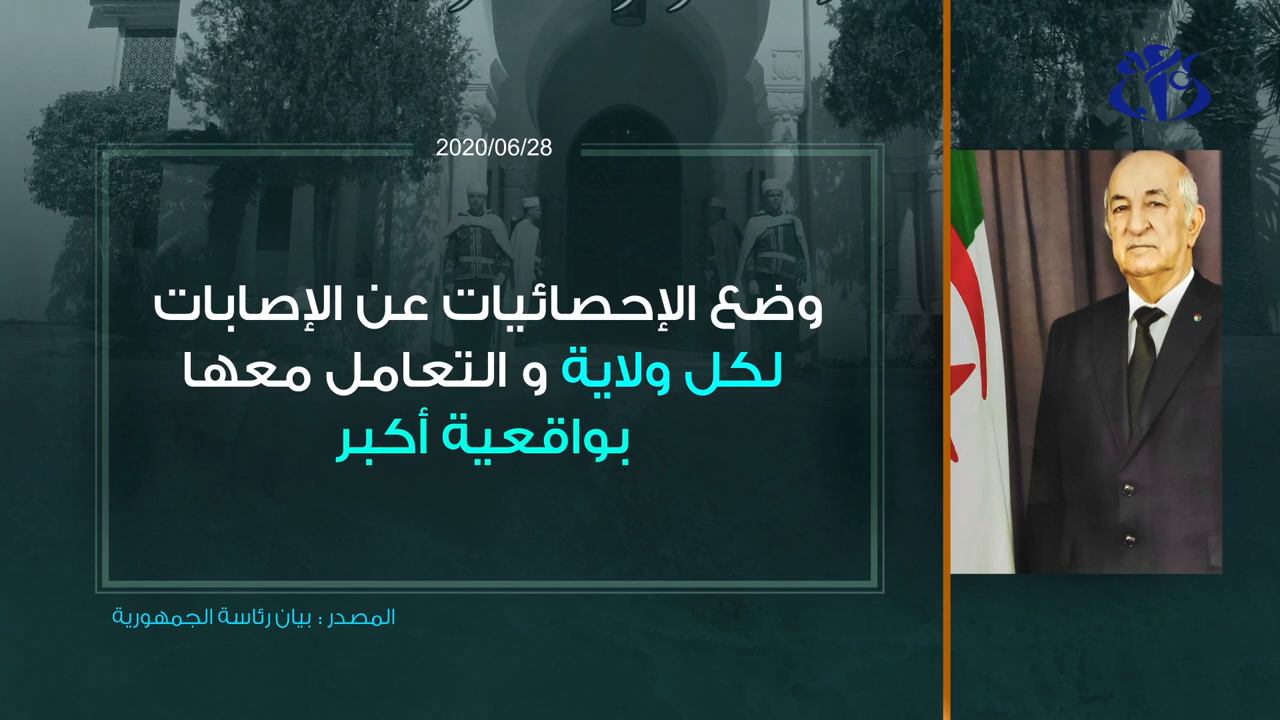 2020/06/28
وضع الإحصائيات عن الإصابات
لكل ولاية و التعامل معها
بواقعية أكبر
المصدر : بيان رئاسة الجمهورية